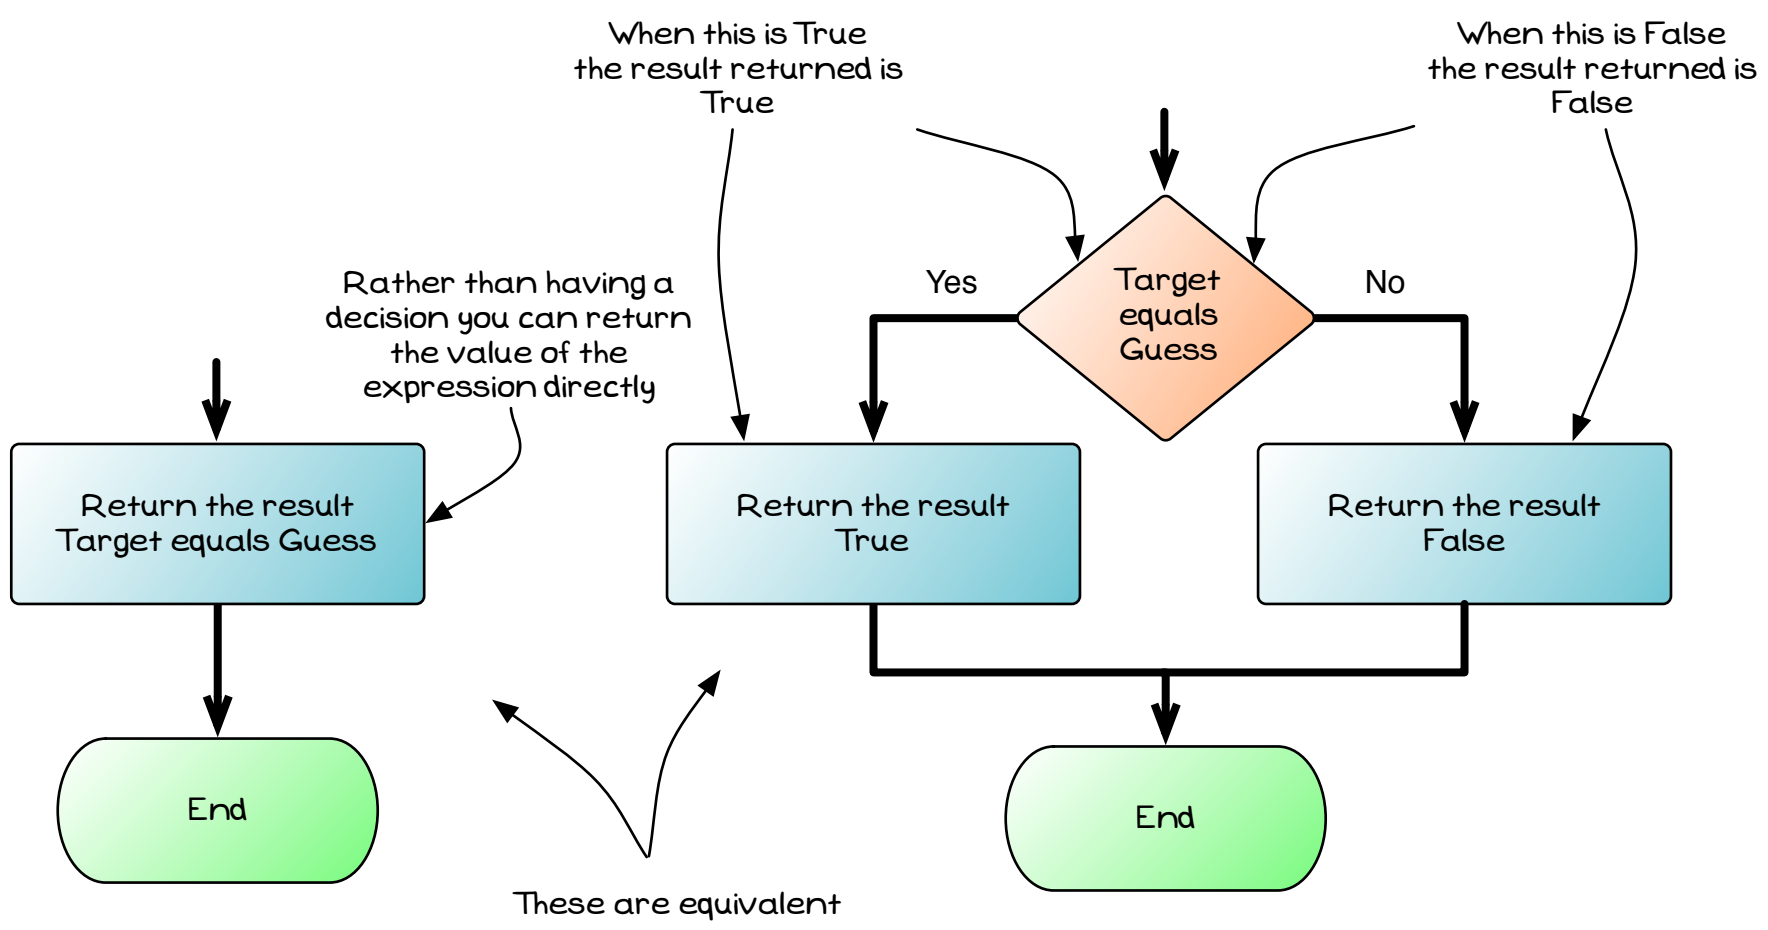 When this is True
the result returned is
True
When this is False
the result returned is
False
Rather than having a
decision you can return
the value of the
expression directly
Yes
Target
equals
Guess
No
Return the result
Target equals Guess
Return the result
True
Return the result
False
End
End
These are equivalent